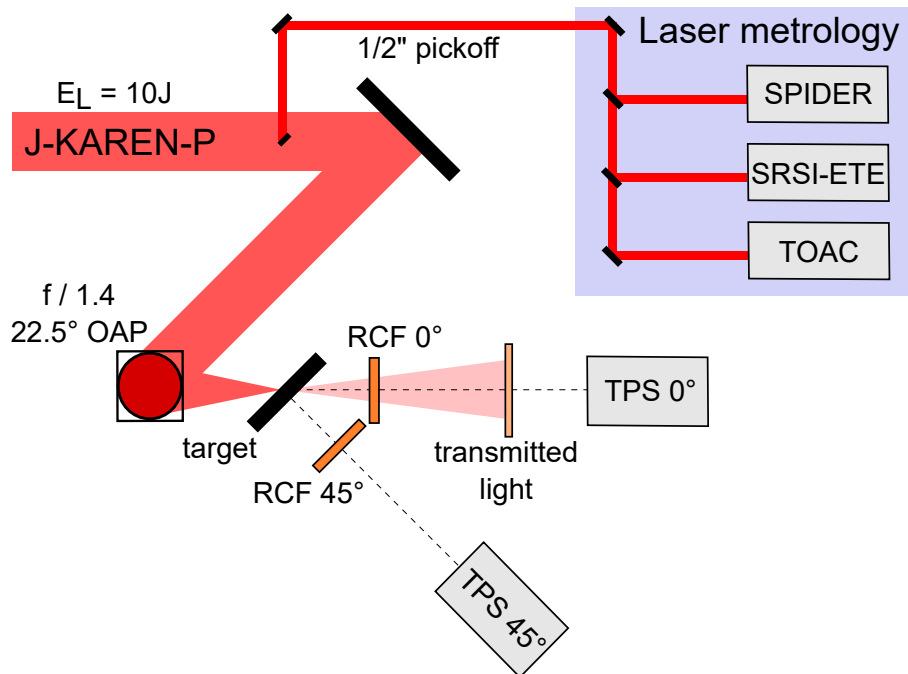 Laser metrology
1/2" pickoff
E_L = 10J
J-KAREN-P
SPIDER
SRSI-ETE
TOAC
f / 1.4
22.5° OAP
RCF 0°
TPS 0°
target
transmitted
light
RCF 45°
TPS 45°